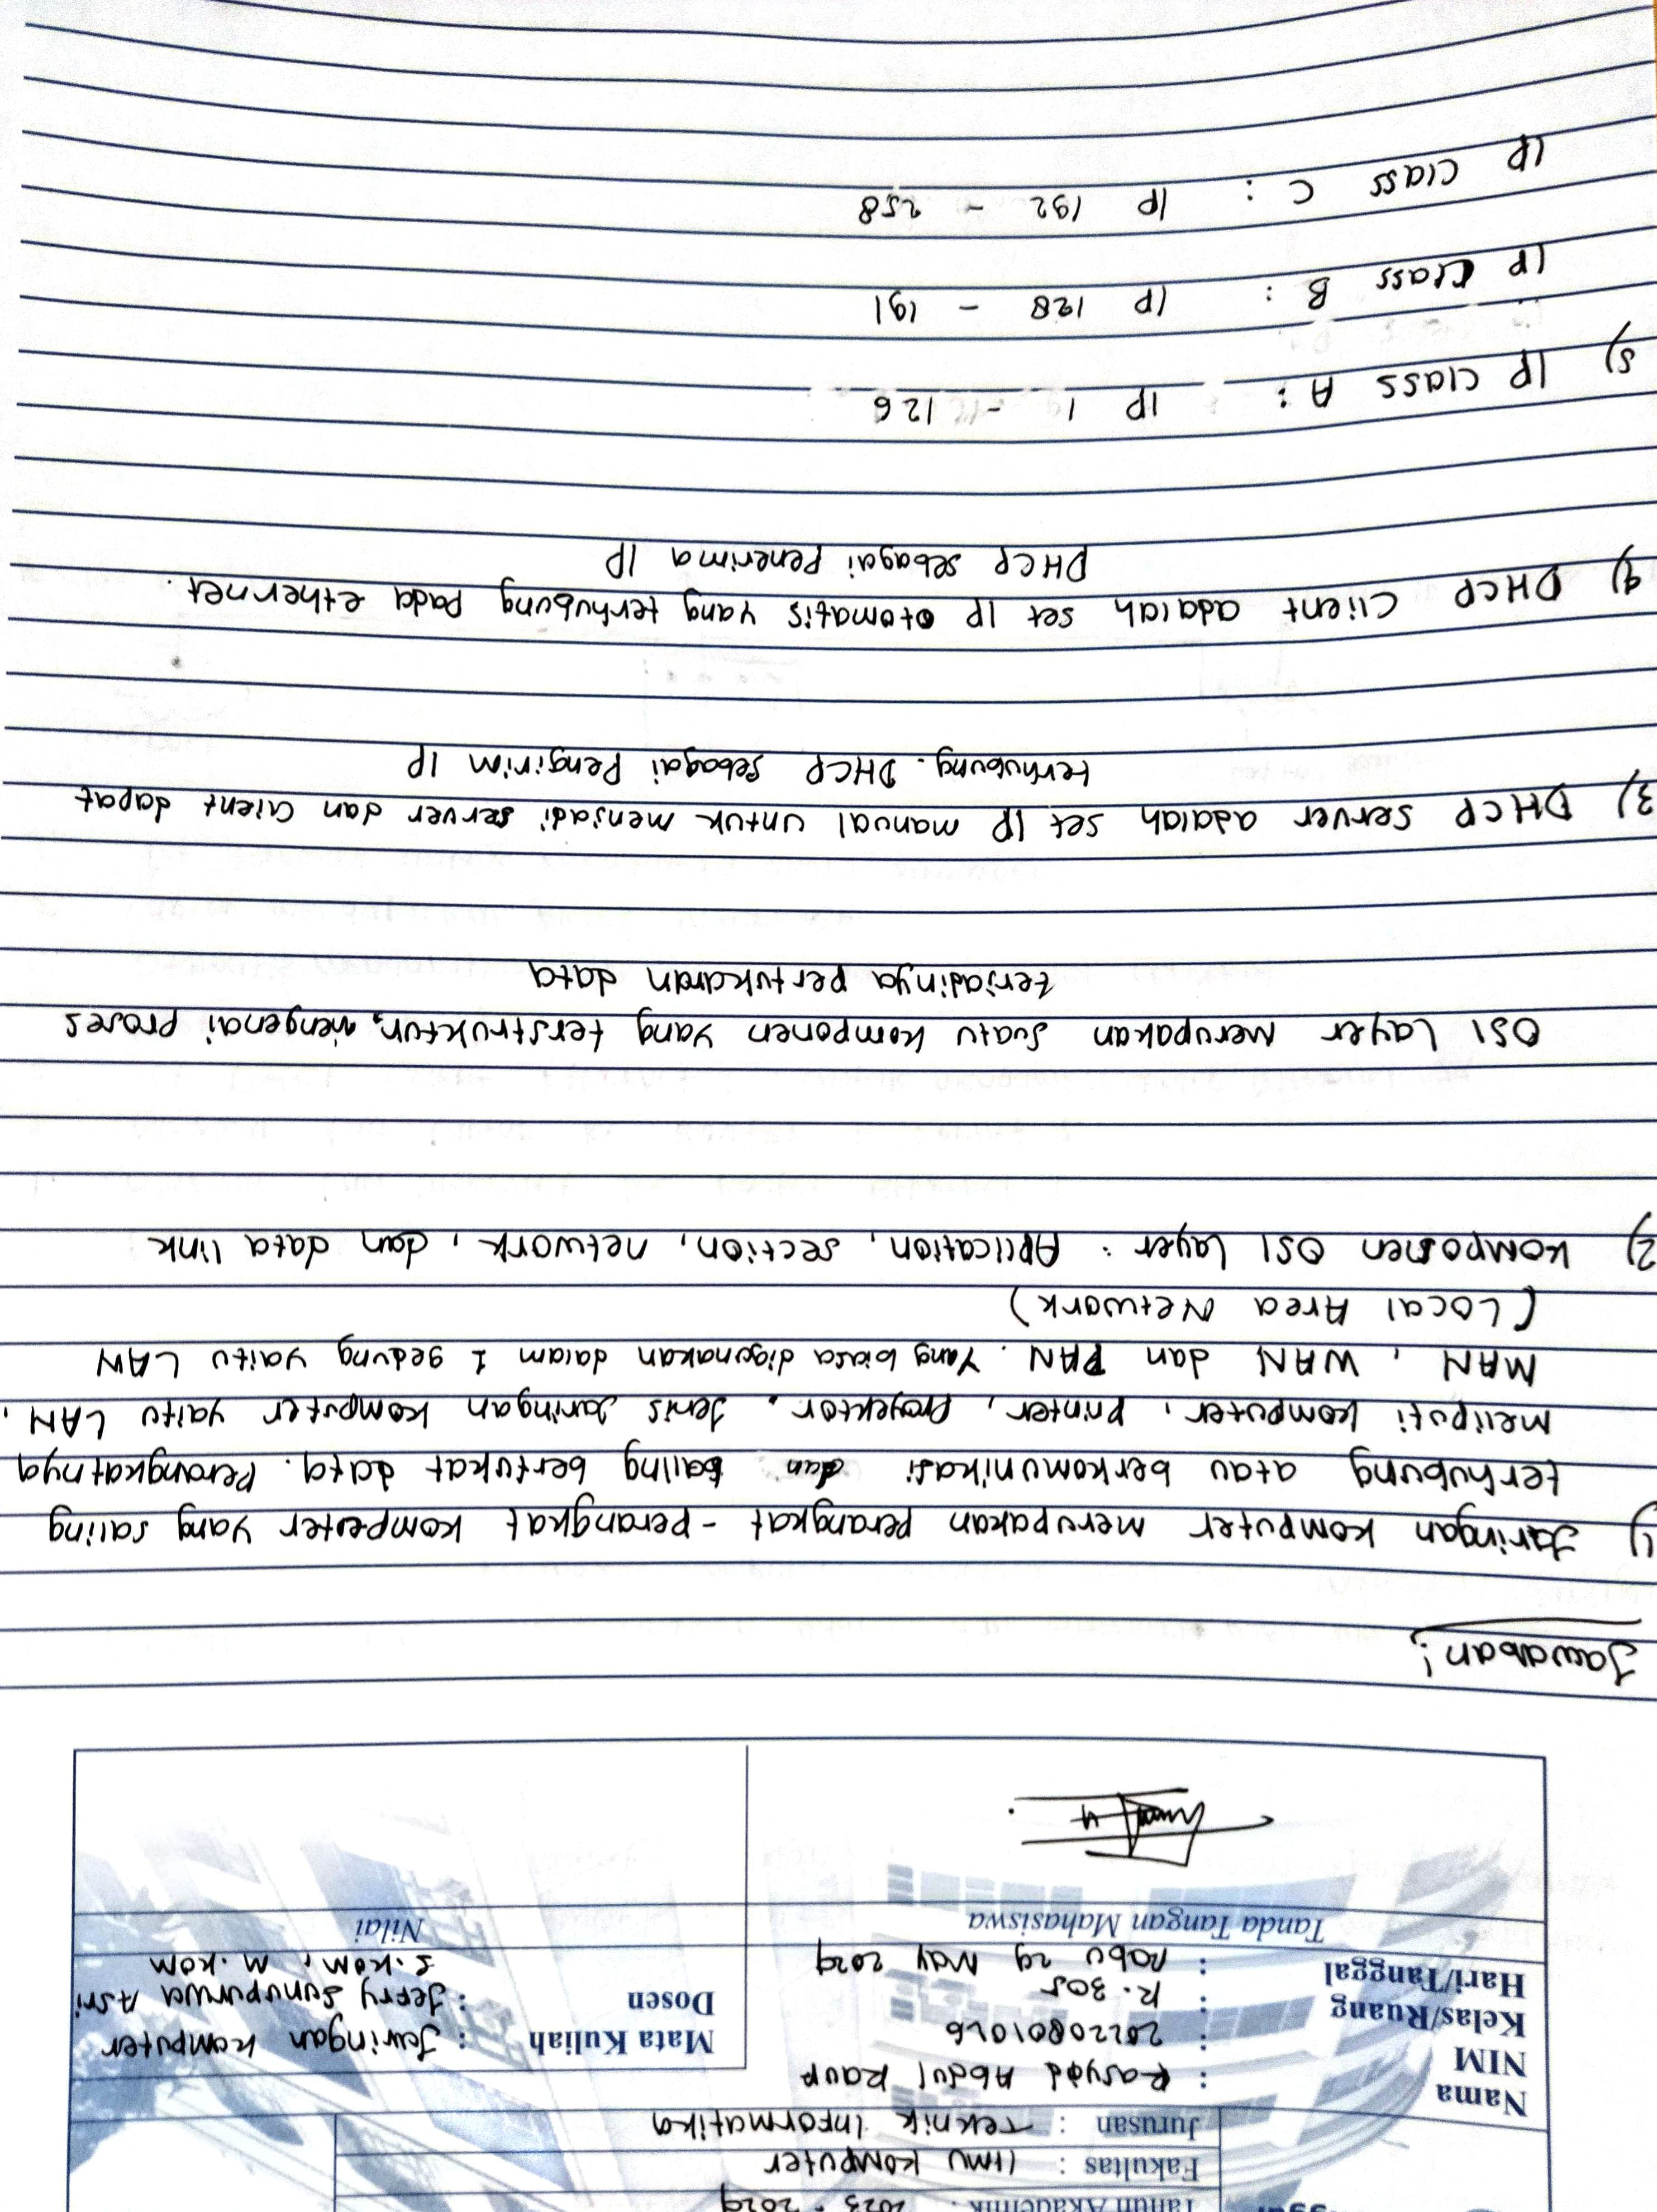 Tahun Akademik : 2023 - 2024
Fakultas : Ilmu Komputer
Jurusan : Teknik Informatika
Nama : Rasyid Abdul Rauf
NIM : 20220801026
Kelas/Ruang : R. 305
Hari/Tanggal : Rabu 29 May 2024
Mata Kuliah : Jaringan Komputer
Dosen : Jefry Sunupurwa Asri
S.Kom, M.Kom
Tanda Tangan Mahasiswa
Nilai
Jawaban !
1) Jaringan komputer merupakan perangkat - perangkat komputer yang saling
terhubung atau berkomunikasi dan saling bertukat data. Perangkatnya
meliputi komputer, printer, Proyektor. Jenis Jaringan komputer yaitu LAN,
MAN, WAN dan PAN. Yang biasa digunakan dalam 1 gedung yaitu LAN
(Local Area Network)
2) Komponen OSI Layer : Aplication, section, network, dan data link
OSI Layer merupakan suatu komponen yang terstruktur, mengenai proses
terjadinya pertukaran data
3) DHCP server adalah set IP manual untuk menjadi server dan client dapat
terhubung. DHCP sebagai Pengirim IP
4) DHCP Client adalah set IP otomatis yang terhubung Pada ethernet.
DHCP sebagai Penerima IP
5) IP class A : IP 1 - 126
IP class B : IP 128 - 191
IP class C : IP 192 - 258